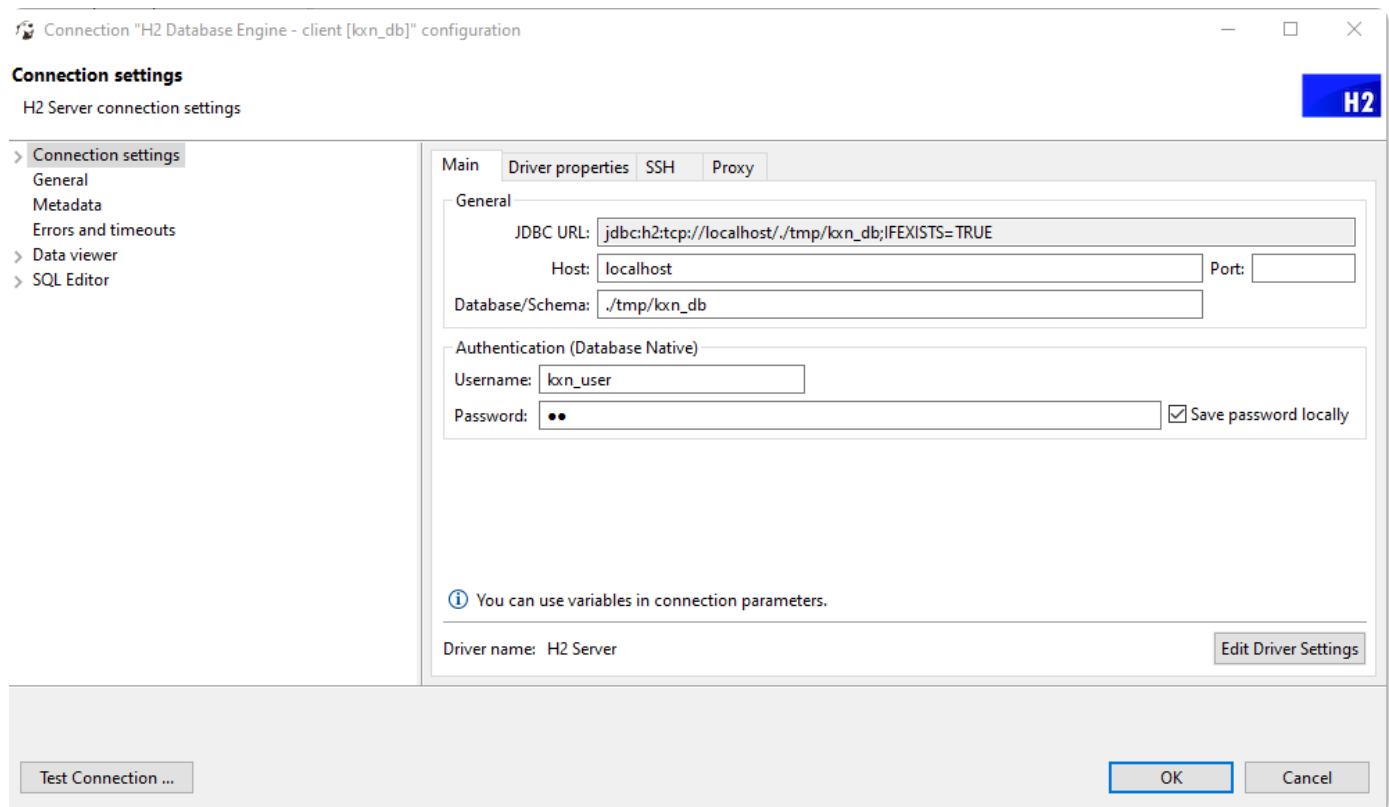 Connection "H2 Database Engine - client [kxn_db]" configuration
Connection settings
H2 Server connection settings
H2
Connection settings
General
Metadata
Errors and timeouts
Data viewer
SQL Editor
Main Driver properties SSH Proxy
General
JDBC URL: jdbc:h2:tcp://localhost/./tmp/kxn_db;IFEXISTS=TRUE
Host: localhost Port:
Database/Schema: ./tmp/kxn_db
Authentication (Database Native)
Username: kxn_user
Password: ●● Save password locally
You can use variables in connection parameters.
Driver name: H2 Server Edit Driver Settings
Test Connection ... OK Cancel